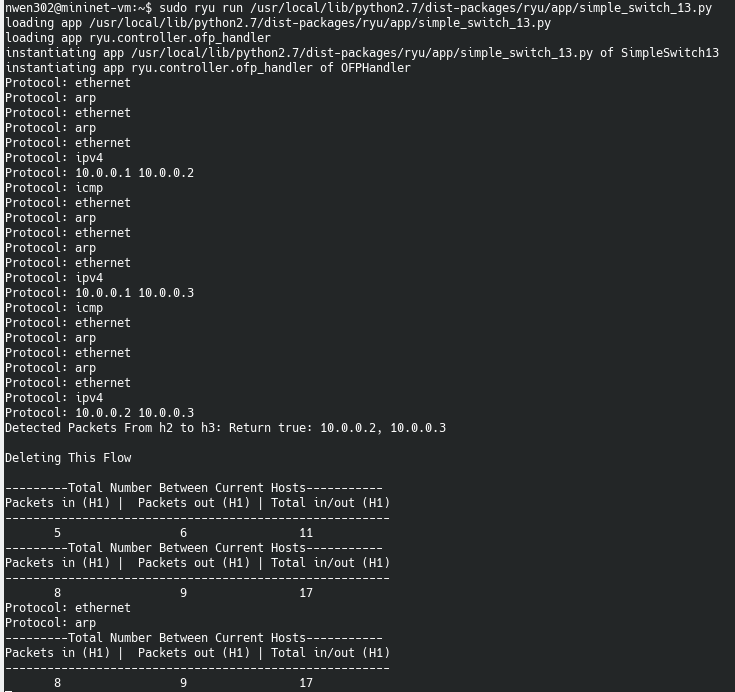 nwen302@mininet-vm:~$ sudo ryu run /usr/local/lib/python2.7/dist-packages/ryu/app/simple_switch_13.py
loading app /usr/local/lib/python2.7/dist-packages/ryu/app/simple_switch_13.py
loading app ryu.controller.ofp_handler
instantiating app /usr/local/lib/python2.7/dist-packages/ryu/app/simple_switch_13.py of SimpleSwitch13
instantiating app ryu.controller.ofp_handler of OFPHandler
Protocol: ethernet
Protocol: arp
Protocol: ethernet
Protocol: arp
Protocol: ethernet
Protocol: ipv4
Protocol: 10.0.0.1 10.0.0.2
Protocol: icmp
Protocol: ethernet
Protocol: arp
Protocol: ethernet
Protocol: arp
Protocol: ethernet
Protocol: ipv4
Protocol: 10.0.0.1 10.0.0.3
Protocol: icmp
Protocol: ethernet
Protocol: arp
Protocol: ethernet
Protocol: arp
Protocol: ethernet
Protocol: ipv4
Protocol: 10.0.0.2 10.0.0.3
Detected Packets From h2 to h3: Return true: 10.0.0.2, 10.0.0.3
Deleting This Flow
---------Total Number Between Current Hosts-----------
Packets in (H1) |  Packets out (H1) | Total in/out (H1)
-------------------------------------------------------
       5                 6                11
---------Total Number Between Current Hosts-----------
Packets in (H1) |  Packets out (H1) | Total in/out (H1)
-------------------------------------------------------
       8                 9                17
Protocol: ethernet
Protocol: arp
---------Total Number Between Current Hosts-----------
Packets in (H1) |  Packets out (H1) | Total in/out (H1)
-------------------------------------------------------
       8                 9                17